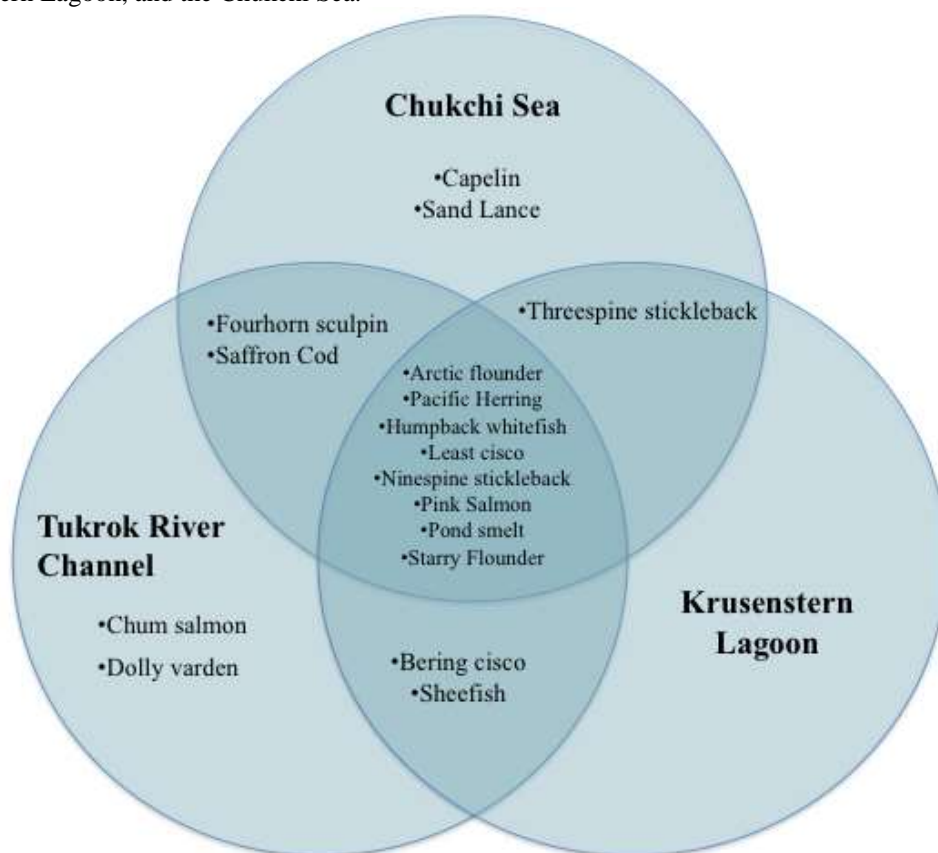 ern Lagoon, and the Chukchi Sea.
Chukchi Sea
•Capelin
•Sand Lance
•Fourhorn sculpin
•Saffron Cod
•Threespine stickleback
•Arctic flounder
•Pacific Herring
•Humpback whitefish
•Least cisco
•Ninespine stickleback
•Pink Salmon
•Pond smelt
•Starry Flounder
Tukrok River
Channel
•Chum salmon
•Dolly varden
Krusenstern
Lagoon
•Bering cisco
•Sheefish